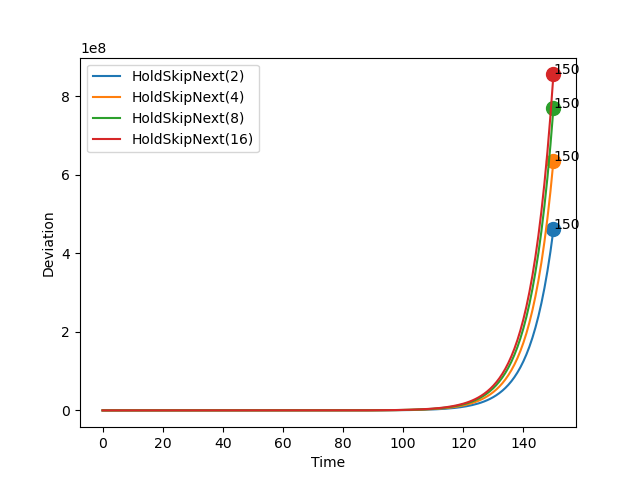 1e8
HoldSkipNext(2)
HoldSkipNext(4)
HoldSkipNext(8)
HoldSkipNext(16)
150
150
150
150
8
6
4
2
0
Deviation
0 20 40 60 80 100 120 140
Time